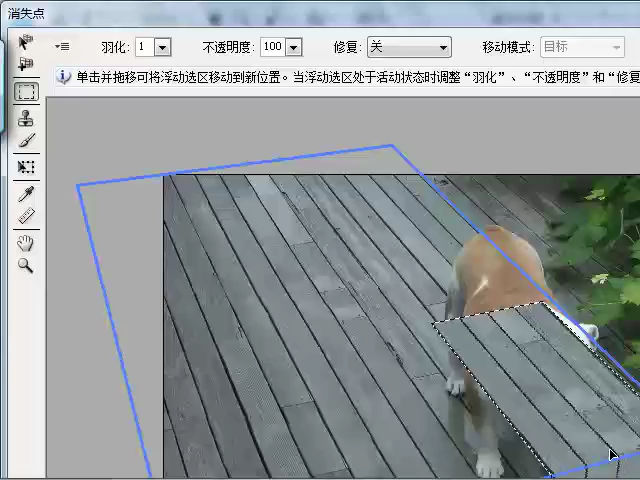 消失点
羽化: 1 不透明度: 100 修复: 关 移动模式: 目标
单击并拖移可将浮动选区移动到新位置。当浮动选区处于活动状态时调整“羽化”、“不透明度”和“修复